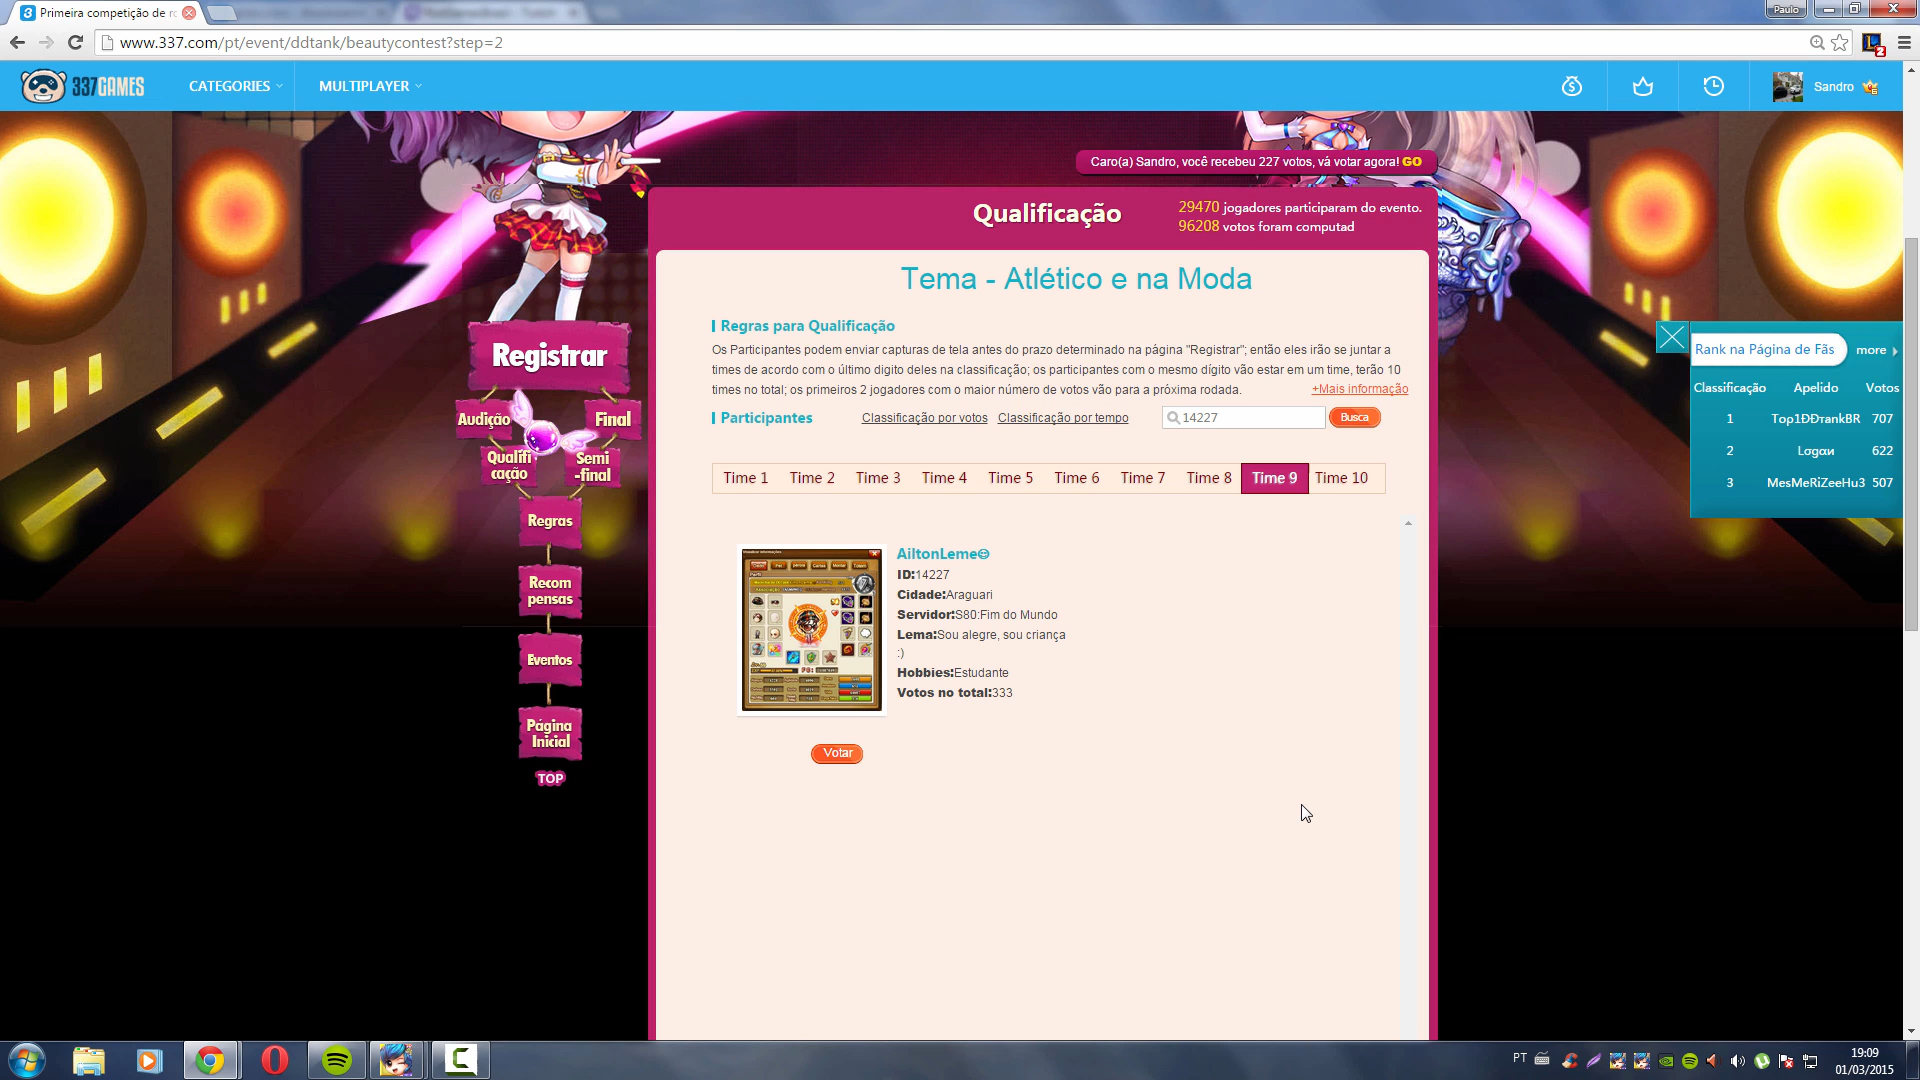 Primeira competição de r
Paulo
www.337.com/pt/event/ddtank/beautycontest?step=2
2
337GAMES
CATEGORIES
MULTIPLAYER
Sandro
Caro(a) Sandro, você recebeu 227 votos, vá votar agora! GO
Qualificação
29470 jogadores participaram do evento.
96208 votos foram computad
Tema - Atlético e na Moda
Regras para Qualificação
Os Participantes podem enviar capturas de tela antes do prazo determinado na página "Registrar"; então eles irão se juntar a
times de acordo com o último digito deles na classificação; os participantes com o mesmo dígito vão estar em um time, terão 10
times no total; os primeiros 2 jogadores com o maior número de votos vão para a próxima rodada.
+Mais informação
Participantes
Classificação por votos
Classificação por tempo
14227
Busca
Time 1
Time 2
Time 3
Time 4
Time 5
Time 6
Time 7
Time 8
Time 9
Time 10
AiltonLeme
ID:14227
Cidade:Araguari
Servidor:S80:Fim do Mundo
Lema:Sou alegre, sou criança
:)
Hobbies:Estudante
Votos no total:333
Votar
Registrar
Audição
Final
Qualifi
cação
Semi
-final
Regras
Recom
pensas
Eventos
Página
Inicial
TOP
Rank na Página de Fãs
more
Classificação Apelido Votos
1 Top1ĐĐтankBR 707
2 Lσgαи 622
3 MesMeRiZeeHu3 507
PT
19:09
01/03/2015